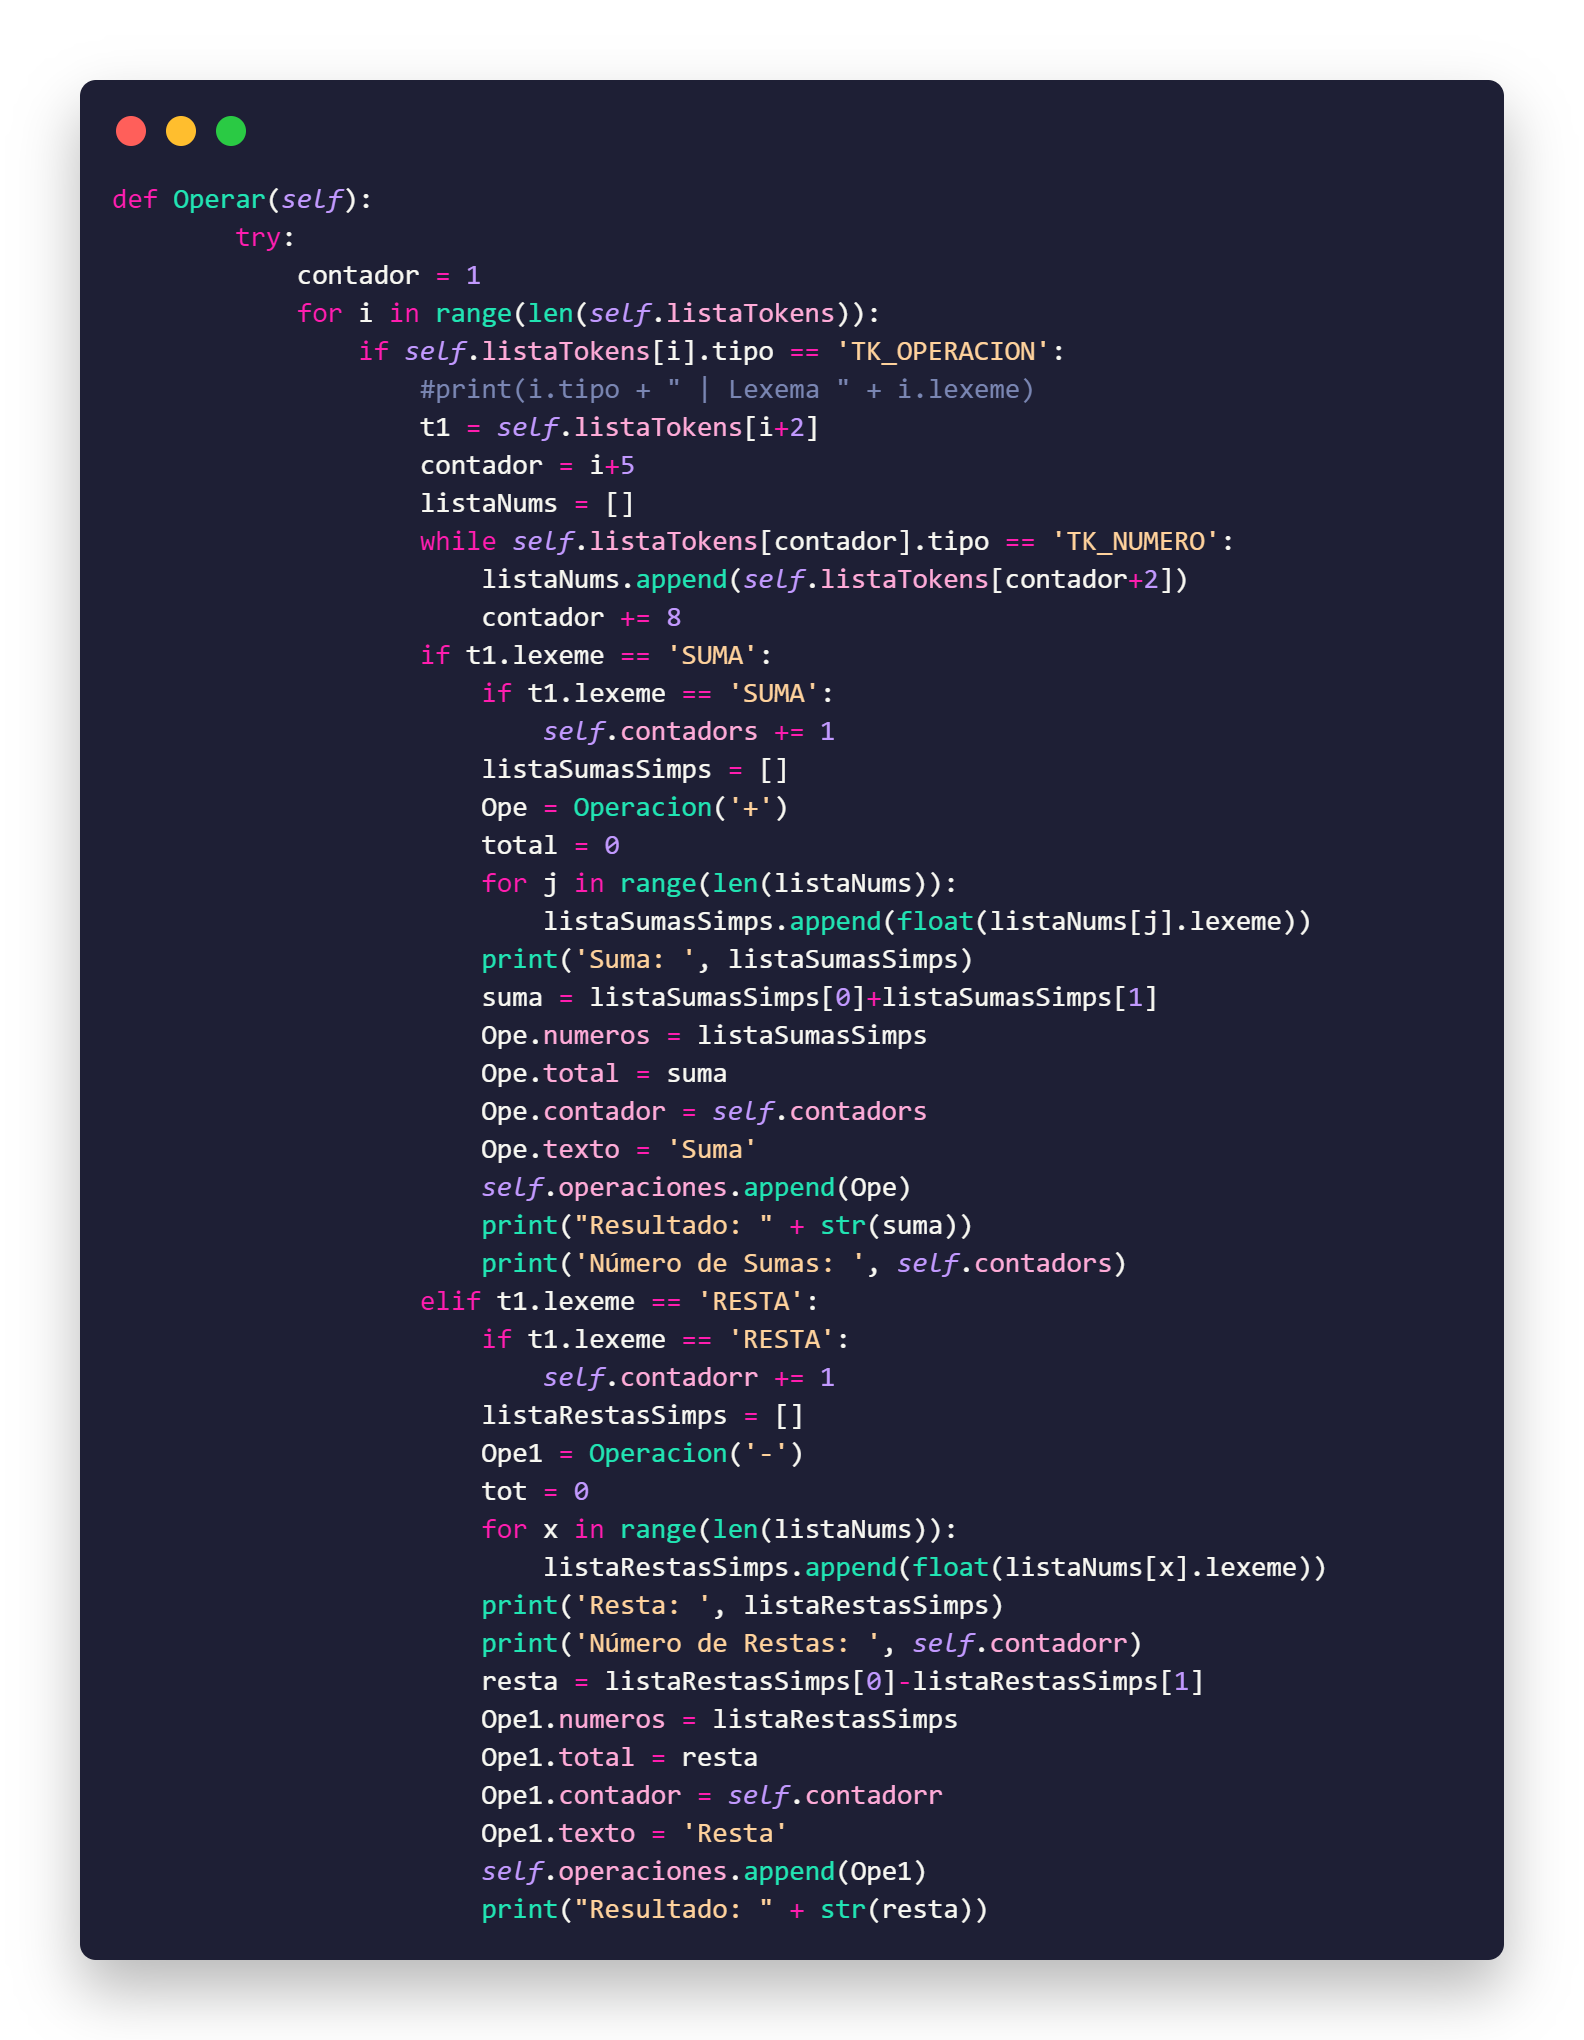 def Operar(self):
        try:
            contador = 1
            for i in range(len(self.listaTokens)):
                if self.listaTokens[i].tipo == 'TK_OPERACION':
                    #print(i.tipo + " | Lexema " + i.lexeme)
                    t1 = self.listaTokens[i+2]
                    contador = i+5
                    listaNums = []
                    while self.listaTokens[contador].tipo == 'TK_NUMERO':
                        listaNums.append(self.listaTokens[contador+2])
                        contador += 8
                    if t1.lexeme == 'SUMA':
                        if t1.lexeme == 'SUMA':
                            self.contadors += 1
                        listaSumasSimps = []
                        Ope = Operacion('+')
                        total = 0
                        for j in range(len(listaNums)):
                            listaSumasSimps.append(float(listaNums[j].lexeme))
                        print('Suma: ', listaSumasSimps)
                        suma = listaSumasSimps[0]+listaSumasSimps[1]
                        Ope.numeros = listaSumasSimps
                        Ope.total = suma
                        Ope.contador = self.contadors
                        Ope.texto = 'Suma'
                        self.operaciones.append(Ope)
                        print("Resultado: " + str(suma))
                        print('Número de Sumas: ', self.contadors)
                    elif t1.lexeme == 'RESTA':
                        if t1.lexeme == 'RESTA':
                            self.contadorr += 1
                        listaRestasSimps = []
                        Ope1 = Operacion('-')
                        tot = 0
                        for x in range(len(listaNums)):
                            listaRestasSimps.append(float(listaNums[x].lexeme))
                        print('Resta: ', listaRestasSimps)
                        print('Número de Restas: ', self.contadorr)
                        resta = listaRestasSimps[0]-listaRestasSimps[1]
                        Ope1.numeros = listaRestasSimps
                        Ope1.total = resta
                        Ope1.contador = self.contadorr
                        Ope1.texto = 'Resta'
                        self.operaciones.append(Ope1)
                        print("Resultado: " + str(resta))